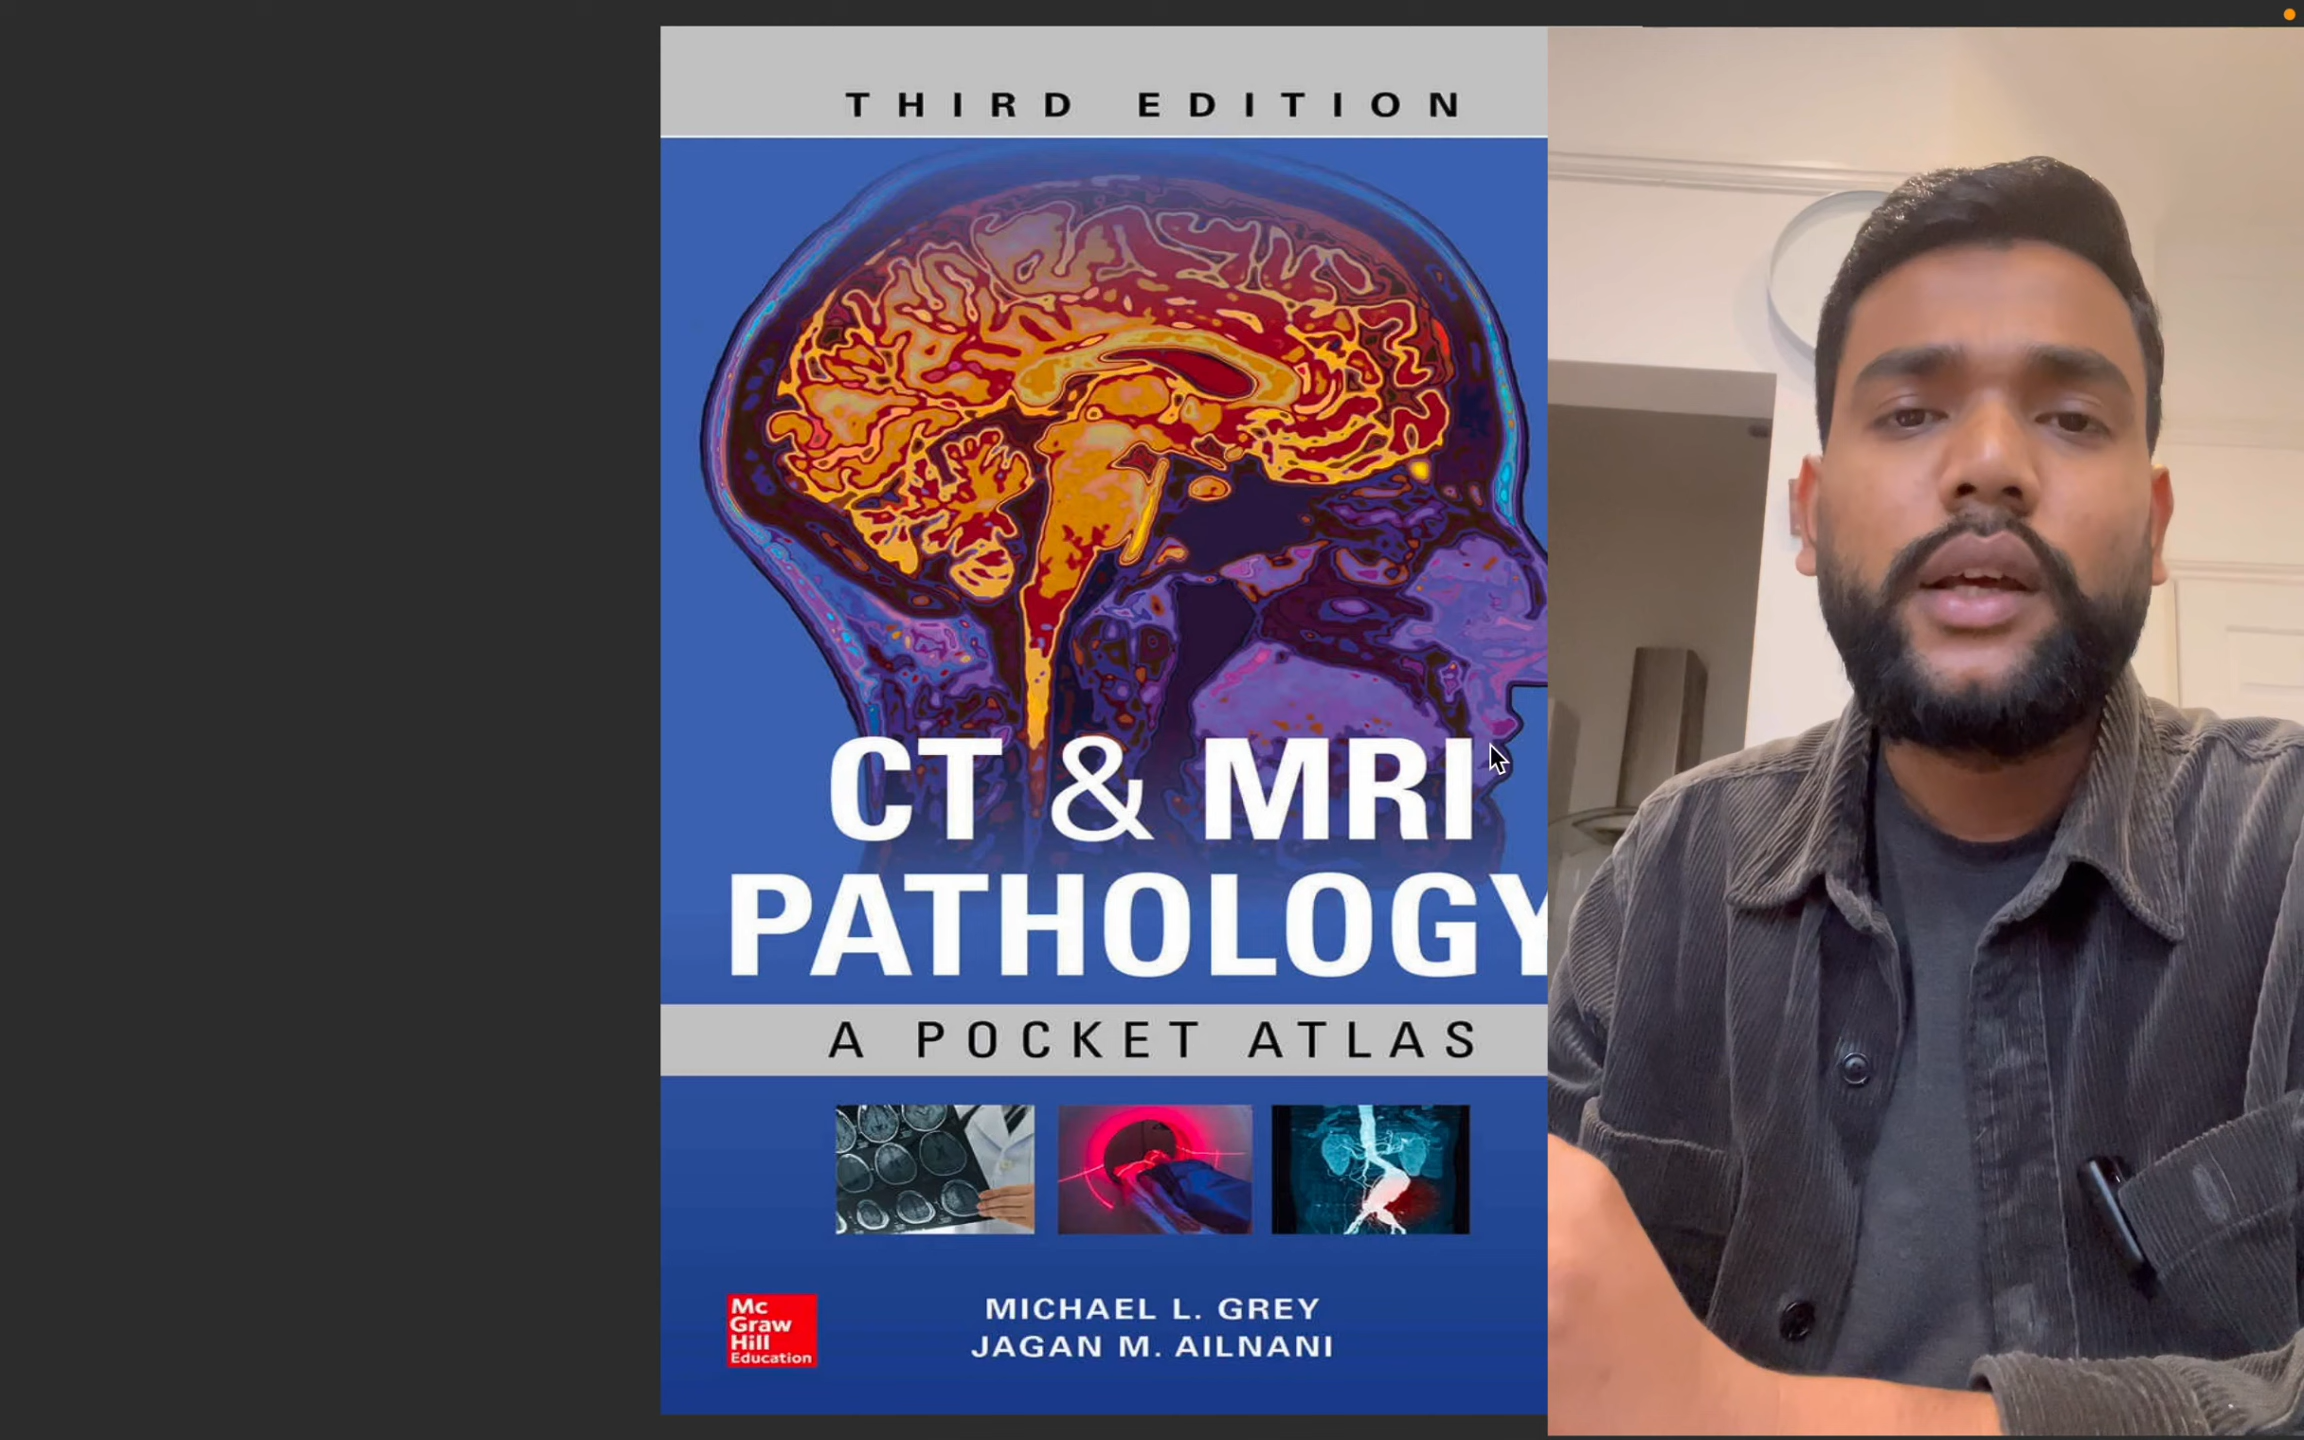 THIRD EDITION
CT & MRI
PATHOLOGY
A POCKET ATLAS
Mc
Graw
Hill
Education
MICHAEL L. GREY
JAGAN M. AILNANI